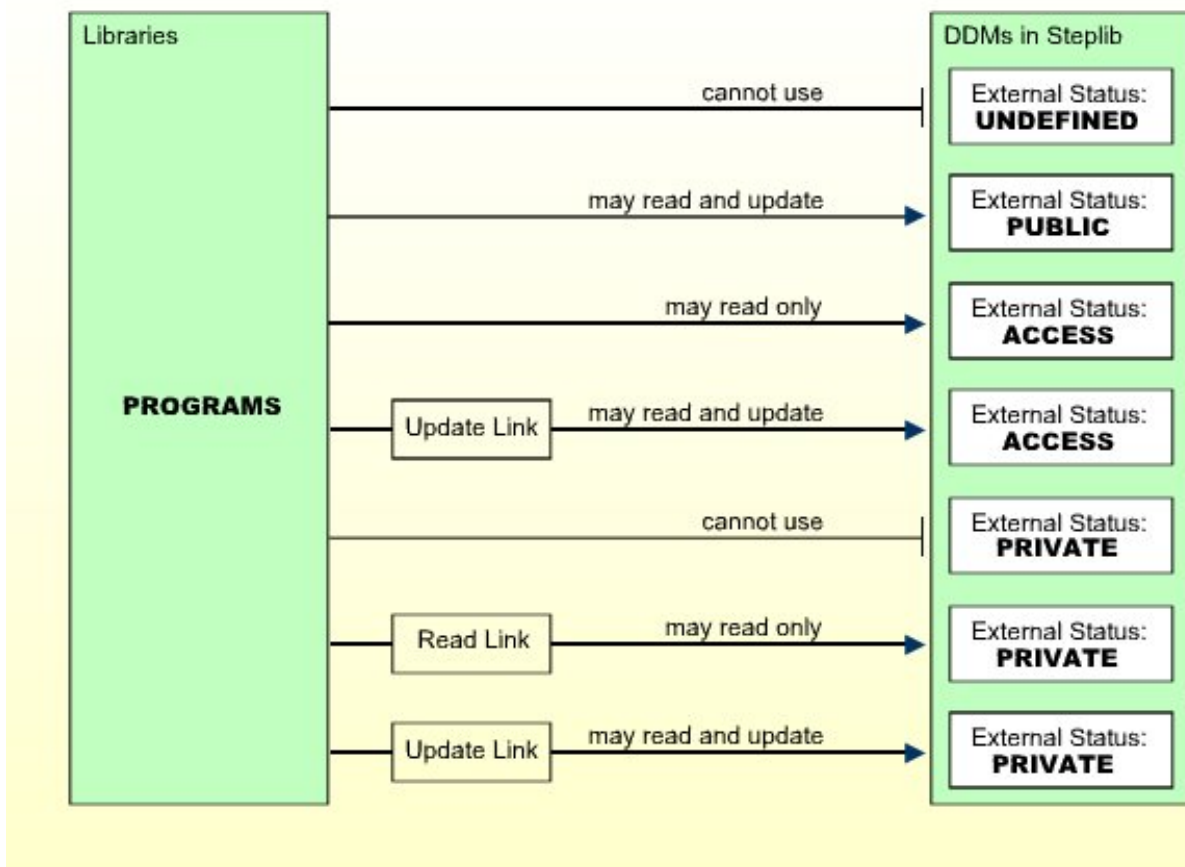 Libraries
DDMs in Steplib
cannot use
External Status:
UNDEFINED
may read and update
External Status:
PUBLIC
may read only
External Status:
ACCESS
PROGRAMS
Update Link
may read and update
External Status:
ACCESS
cannot use
External Status:
PRIVATE
Read Link
may read only
External Status:
PRIVATE
Update Link
may read and update
External Status:
PRIVATE